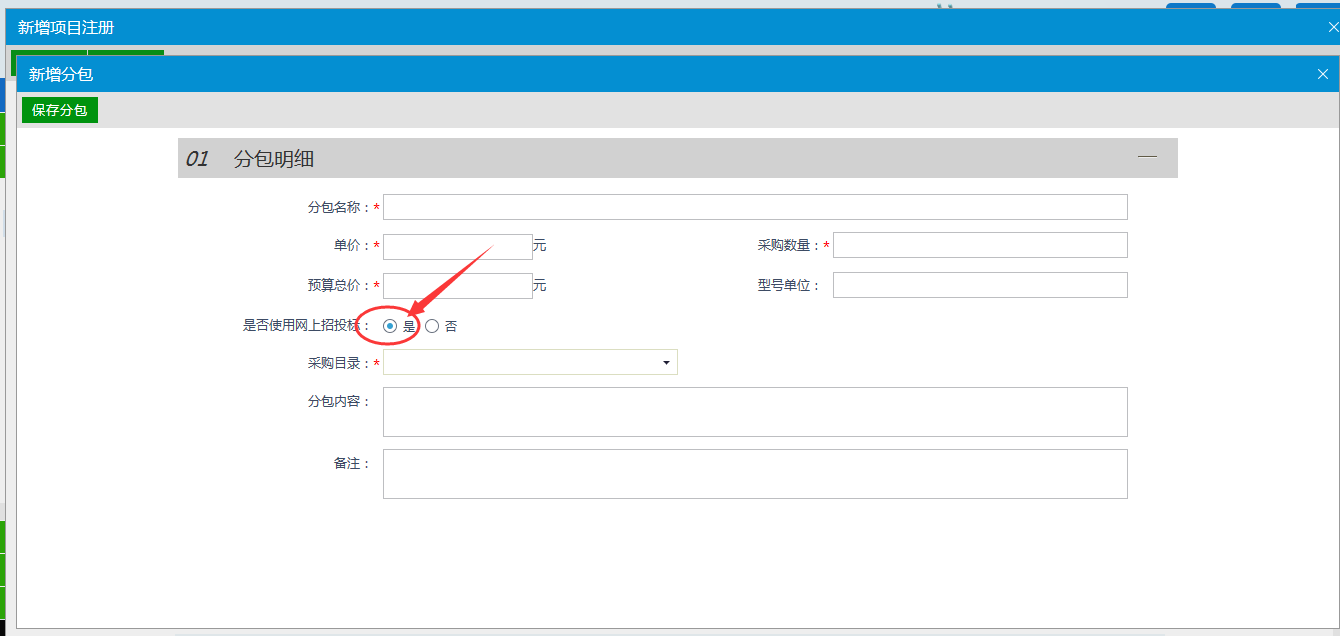 新增项目注册
新增分包
保存分包
01 分包明细
分包名称：*
单价：* 元 采购数量：*
预算总价：* 元 型号单位：
是否使用网上招投标： 是 否
采购目录：*
分包内容：
备注：